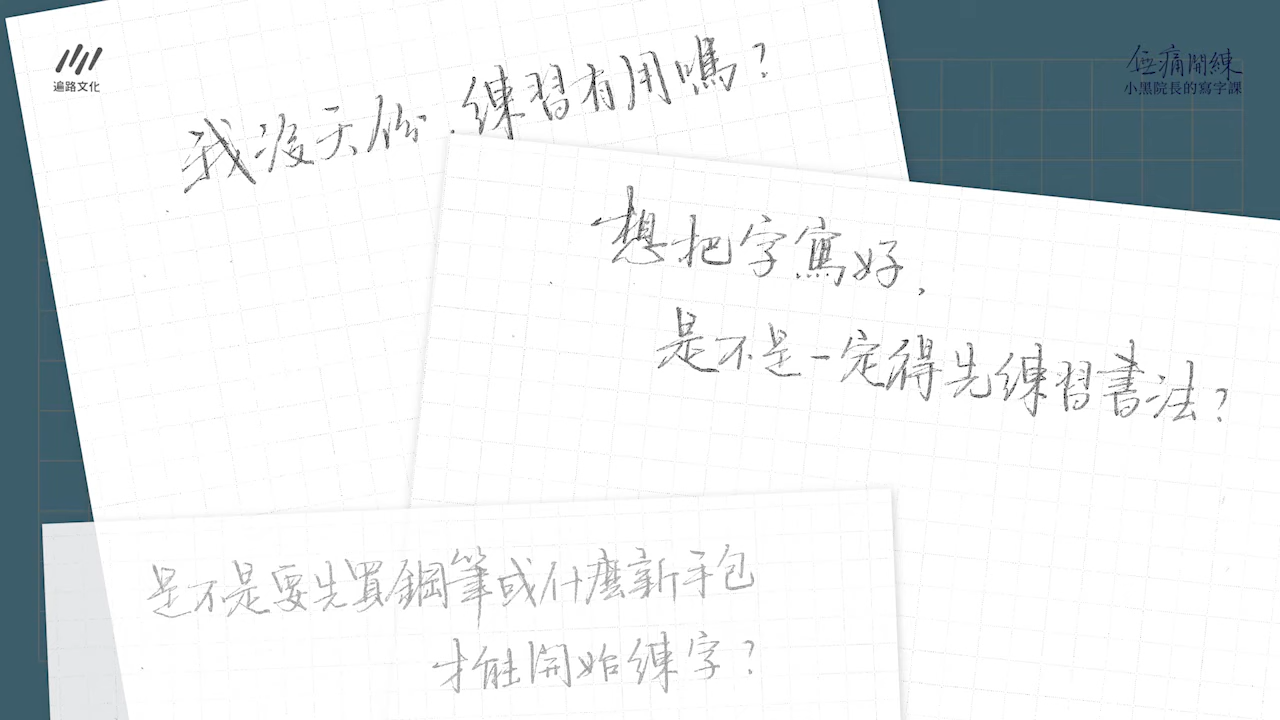 遍路文化
無痛開練
小黑院長的寫字課
我沒天份,練習有用嗎?
想把字寫好,
是不是一定得先練習書法?
是不是要先買鋼筆或什麼新手包
才能開始練字?